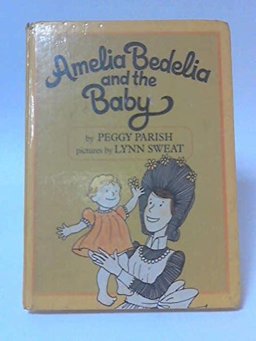 Amelia Bedelia
and the
Baby
by PEGGY PARISH
pictures by LYNN SWEAT